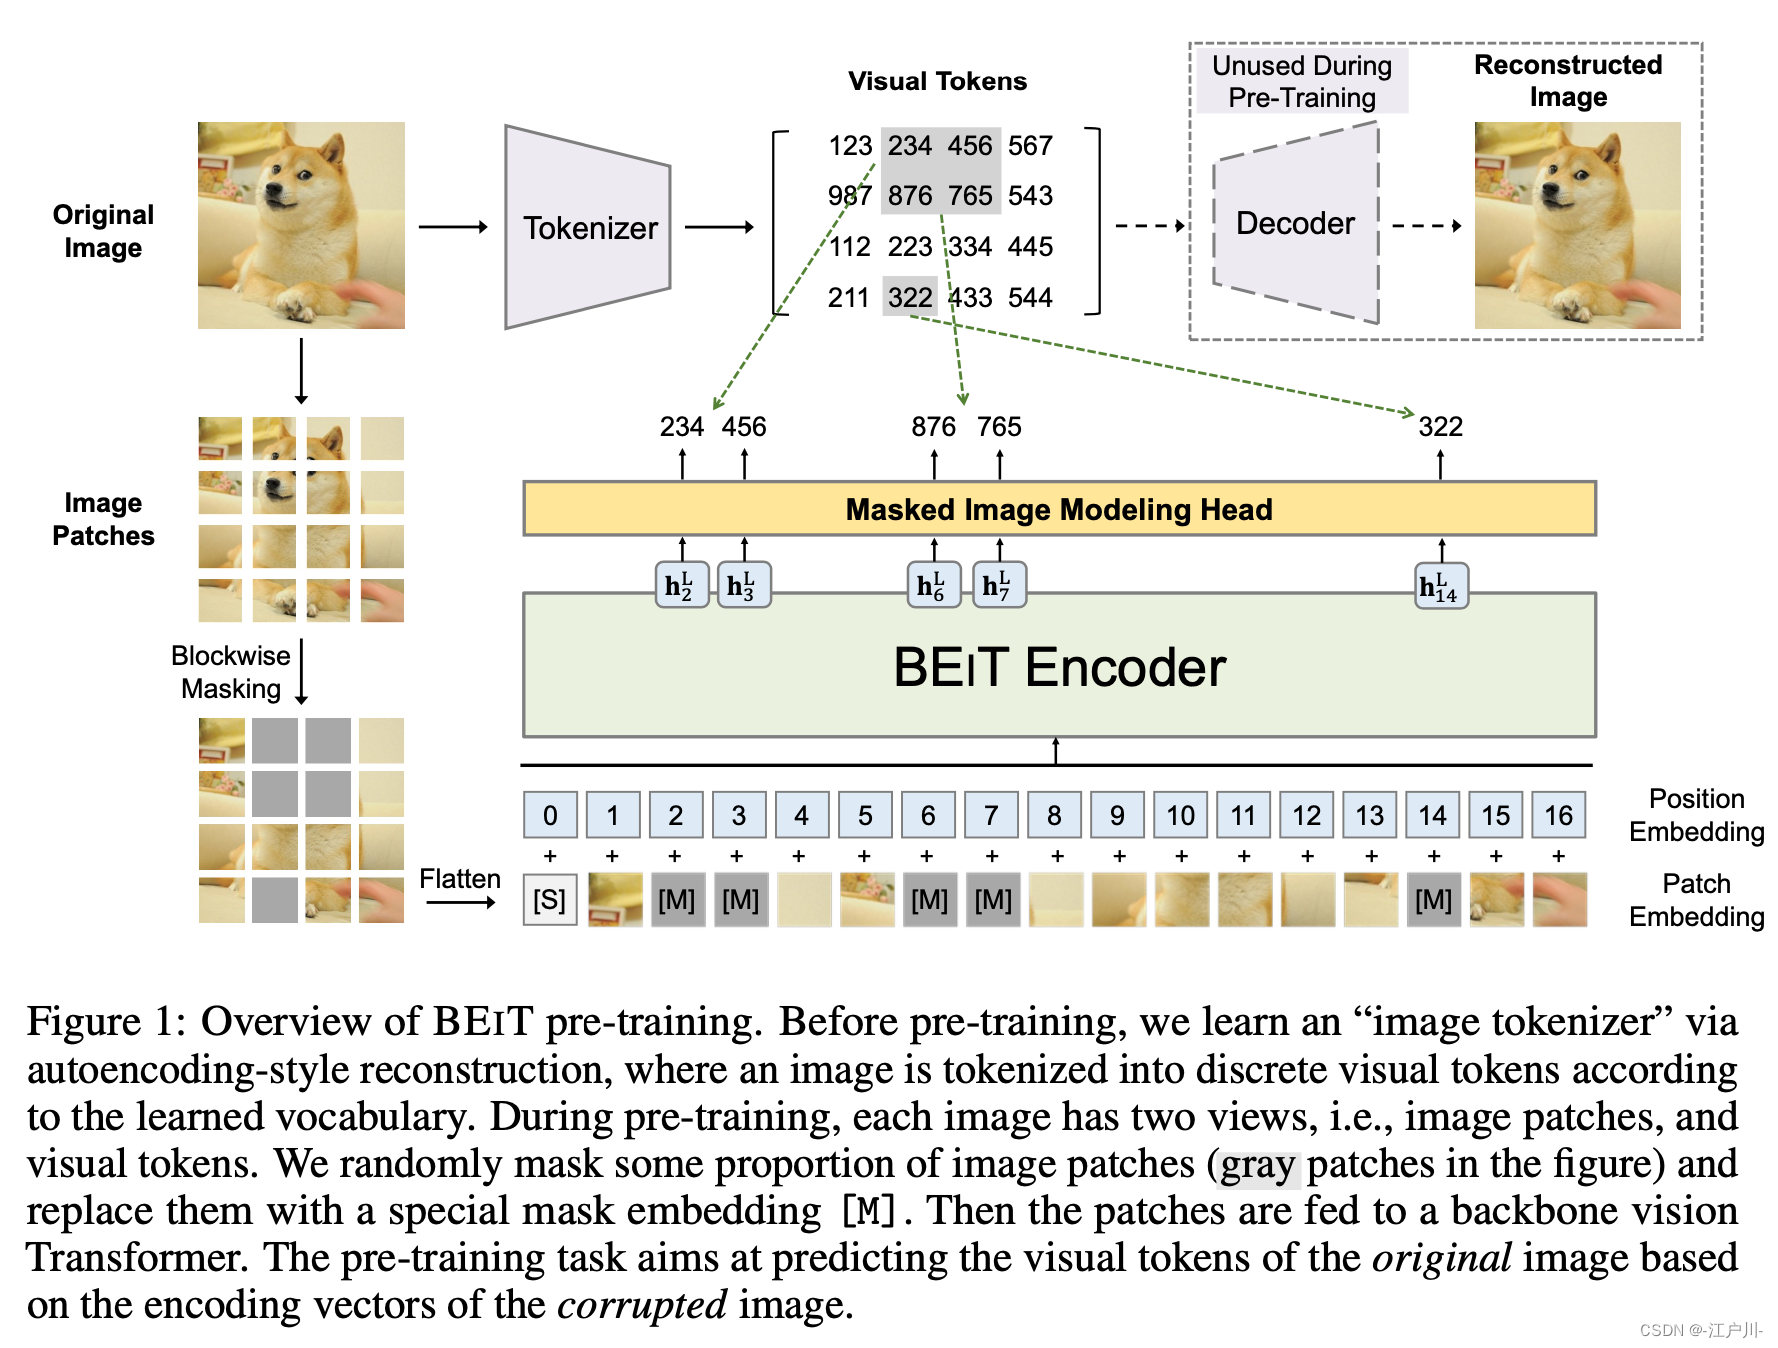 Visual Tokens
Unused During
Pre-Training
Reconstructed
Image
Original
Image
Tokenizer
123 234 456 567
987 876 765 543
112 223 334 445
211 322 433 544
Decoder
234 456 876 765 322
Image
Patches
Masked Image Modeling Head
h2L h3L h6L h7L h14L
BEIT Encoder
Blockwise
Masking
0 1 2 3 4 5 6 7 8 9 10 11 12 13 14 15 16
Position
Embedding
+ + + + + + + + + + + + + + + + +
Flatten
[S] [M] [M] [M] [M] [M]
Patch
Embedding
Figure 1: Overview of BEIT pre-training. Before pre-training, we learn an “image tokenizer” via
autoencoding-style reconstruction, where an image is tokenized into discrete visual tokens according
to the learned vocabulary. During pre-training, each image has two views, i.e., image patches, and
visual tokens. We randomly mask some proportion of image patches (gray patches in the figure) and
replace them with a special mask embedding [M]. Then the patches are fed to a backbone vision
Transformer. The pre-training task aims at predicting the visual tokens of the original image based
on the encoding vectors of the corrupted image.
CSDN @-江户川-